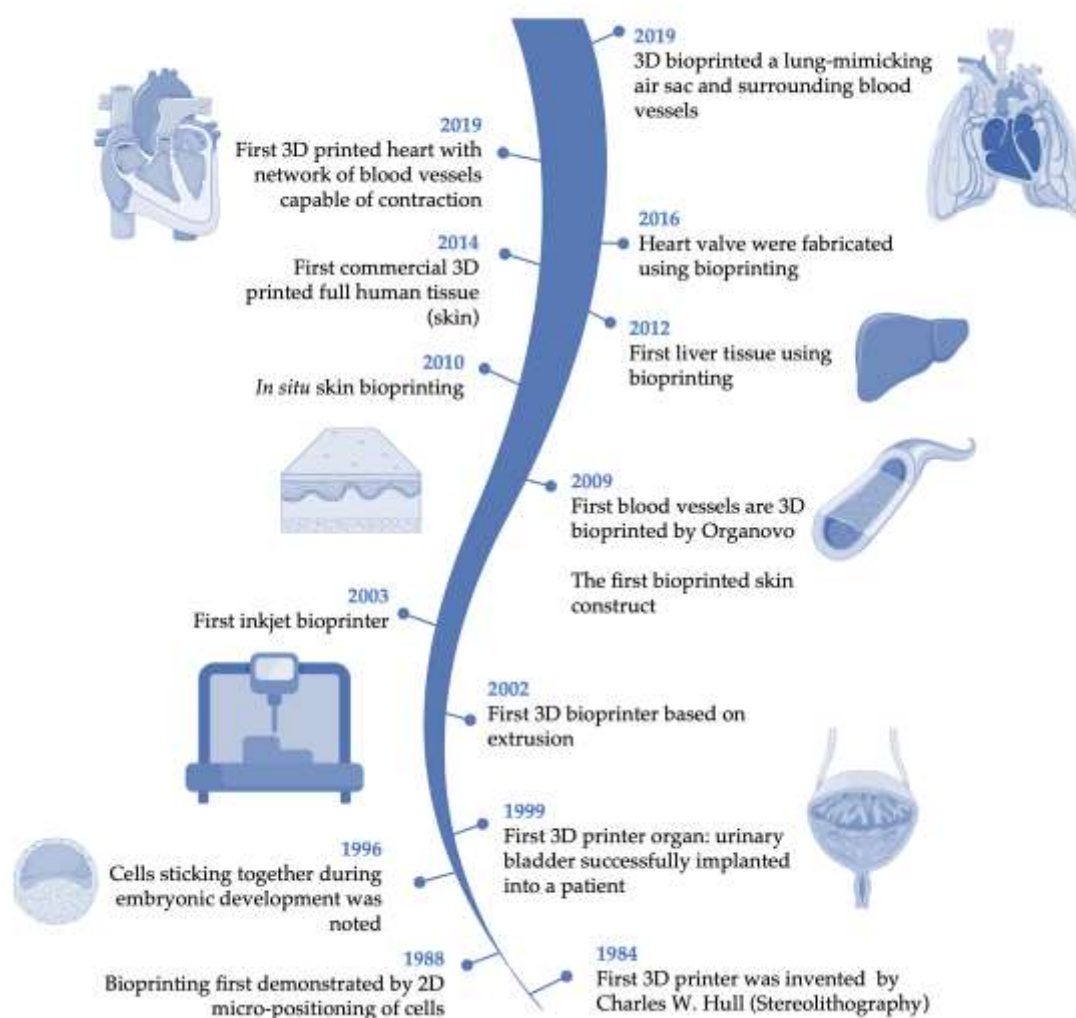 2019
3D bioprinted a lung-mimicking
air sac and surrounding blood
vessels
2019
First 3D printed heart with
network of blood vessels
capable of contraction
2016
Heart valve were fabricated
using bioprinting
2014
First commercial 3D
printed full human tissue
(skin)
2012
First liver tissue using
bioprinting
2010
In situ skin bioprinting
2009
First blood vessels are 3D
bioprinted by Organovo
The first bioprinted skin
construct
2003
First inkjet bioprinter
2002
First 3D bioprinter based on
extrusion
1999
First 3D printer organ: urinary
bladder successfully implanted
into a patient
1996
Cells sticking together during
embryonic development was
noted
1988
Bioprinting first demonstrated by 2D
micro-positioning of cells
1984
First 3D printer was invented by
Charles W. Hull (Stereolithography)